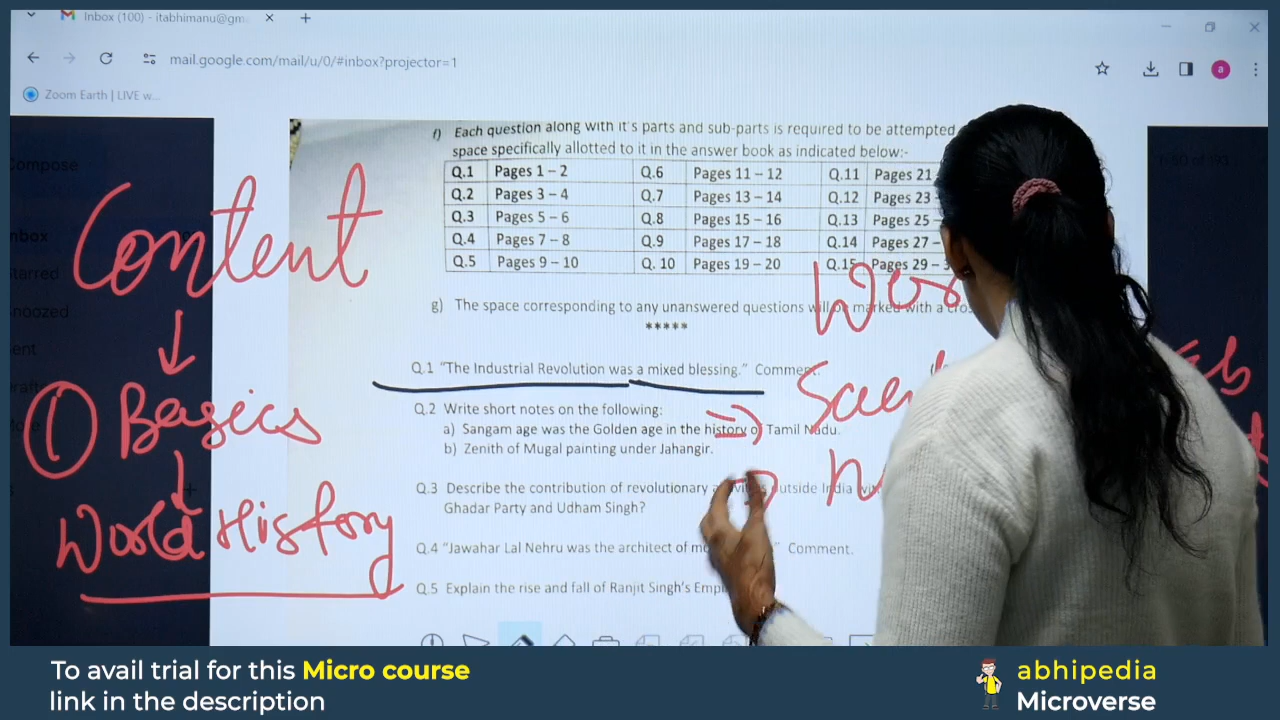 Inbox (100) - itabhimanu@gm
mail.google.com/mail/u/0/#inbox?projector=1
a
Zoom Earth | LIVE w...
f) Each question along with it's parts and sub-parts is required to be attempted
space specifically allotted to it in the answer book as indicated below:-
Q.1 Pages 1 – 2 Q.6 Pages 11 – 12 Q.11 Pages 21
Q.2 Pages 3 – 4 Q.7 Pages 13 – 14 Q.12 Pages 23
Q.3 Pages 5 – 6 Q.8 Pages 15 – 16 Q.13 Pages 25
Q.4 Pages 7 – 8 Q.9 Pages 17 – 18 Q.14 Pages 27 –
Q.5 Pages 9 – 10 Q. 10 Pages 19 – 20 Q.15 Pages 29 –
g) The space corresponding to any unanswered questions will be marked with a
*****
Q.1 "The Industrial Revolution was a mixed blessing." Comment.
Q.2 Write short notes on the following:
a) Sangam age was the Golden age in the history of Tamil Nadu.
b) Zenith of Mugal painting under Jahangir.
Q.3 Describe the contribution of revolutionary outside India
Ghadar Party and Udham Singh?
Q.4 "Jawahar Lal Nehru was the architect of " Comment.
Q.5 Explain the rise and fall of Ranjit Singh's
Content
① Basics
World History
To avail trial for this Micro course
link in the description
abhipedia
Microverse